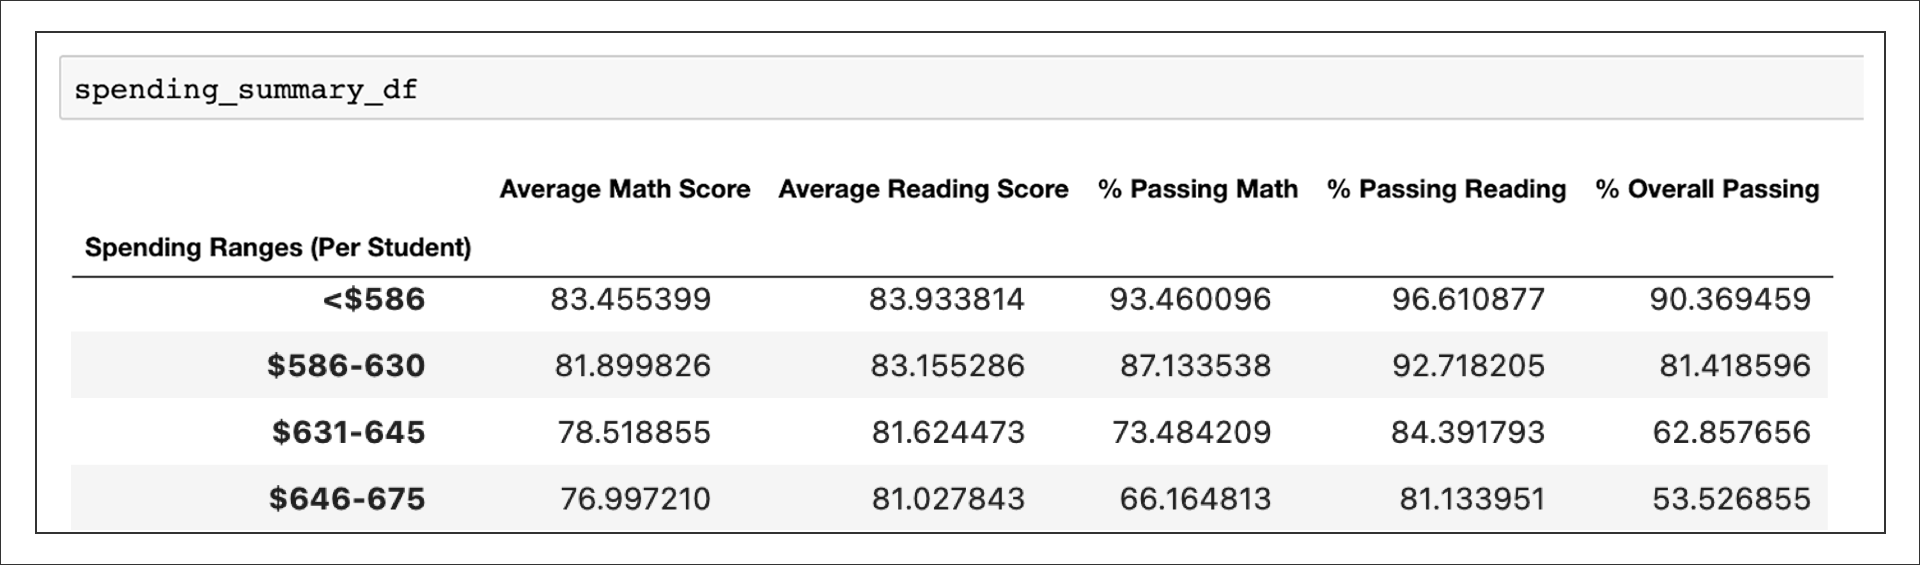 spending_summary_df
Average Math Score Average Reading Score % Passing Math % Passing Reading % Overall Passing
Spending Ranges (Per Student)
<$586 83.455399 83.933814 93.460096 96.610877 90.369459
$586-630 81.899826 83.155286 87.133538 92.718205 81.418596
$631-645 78.518855 81.624473 73.484209 84.391793 62.857656
$646-675 76.997210 81.027843 66.164813 81.133951 53.526855